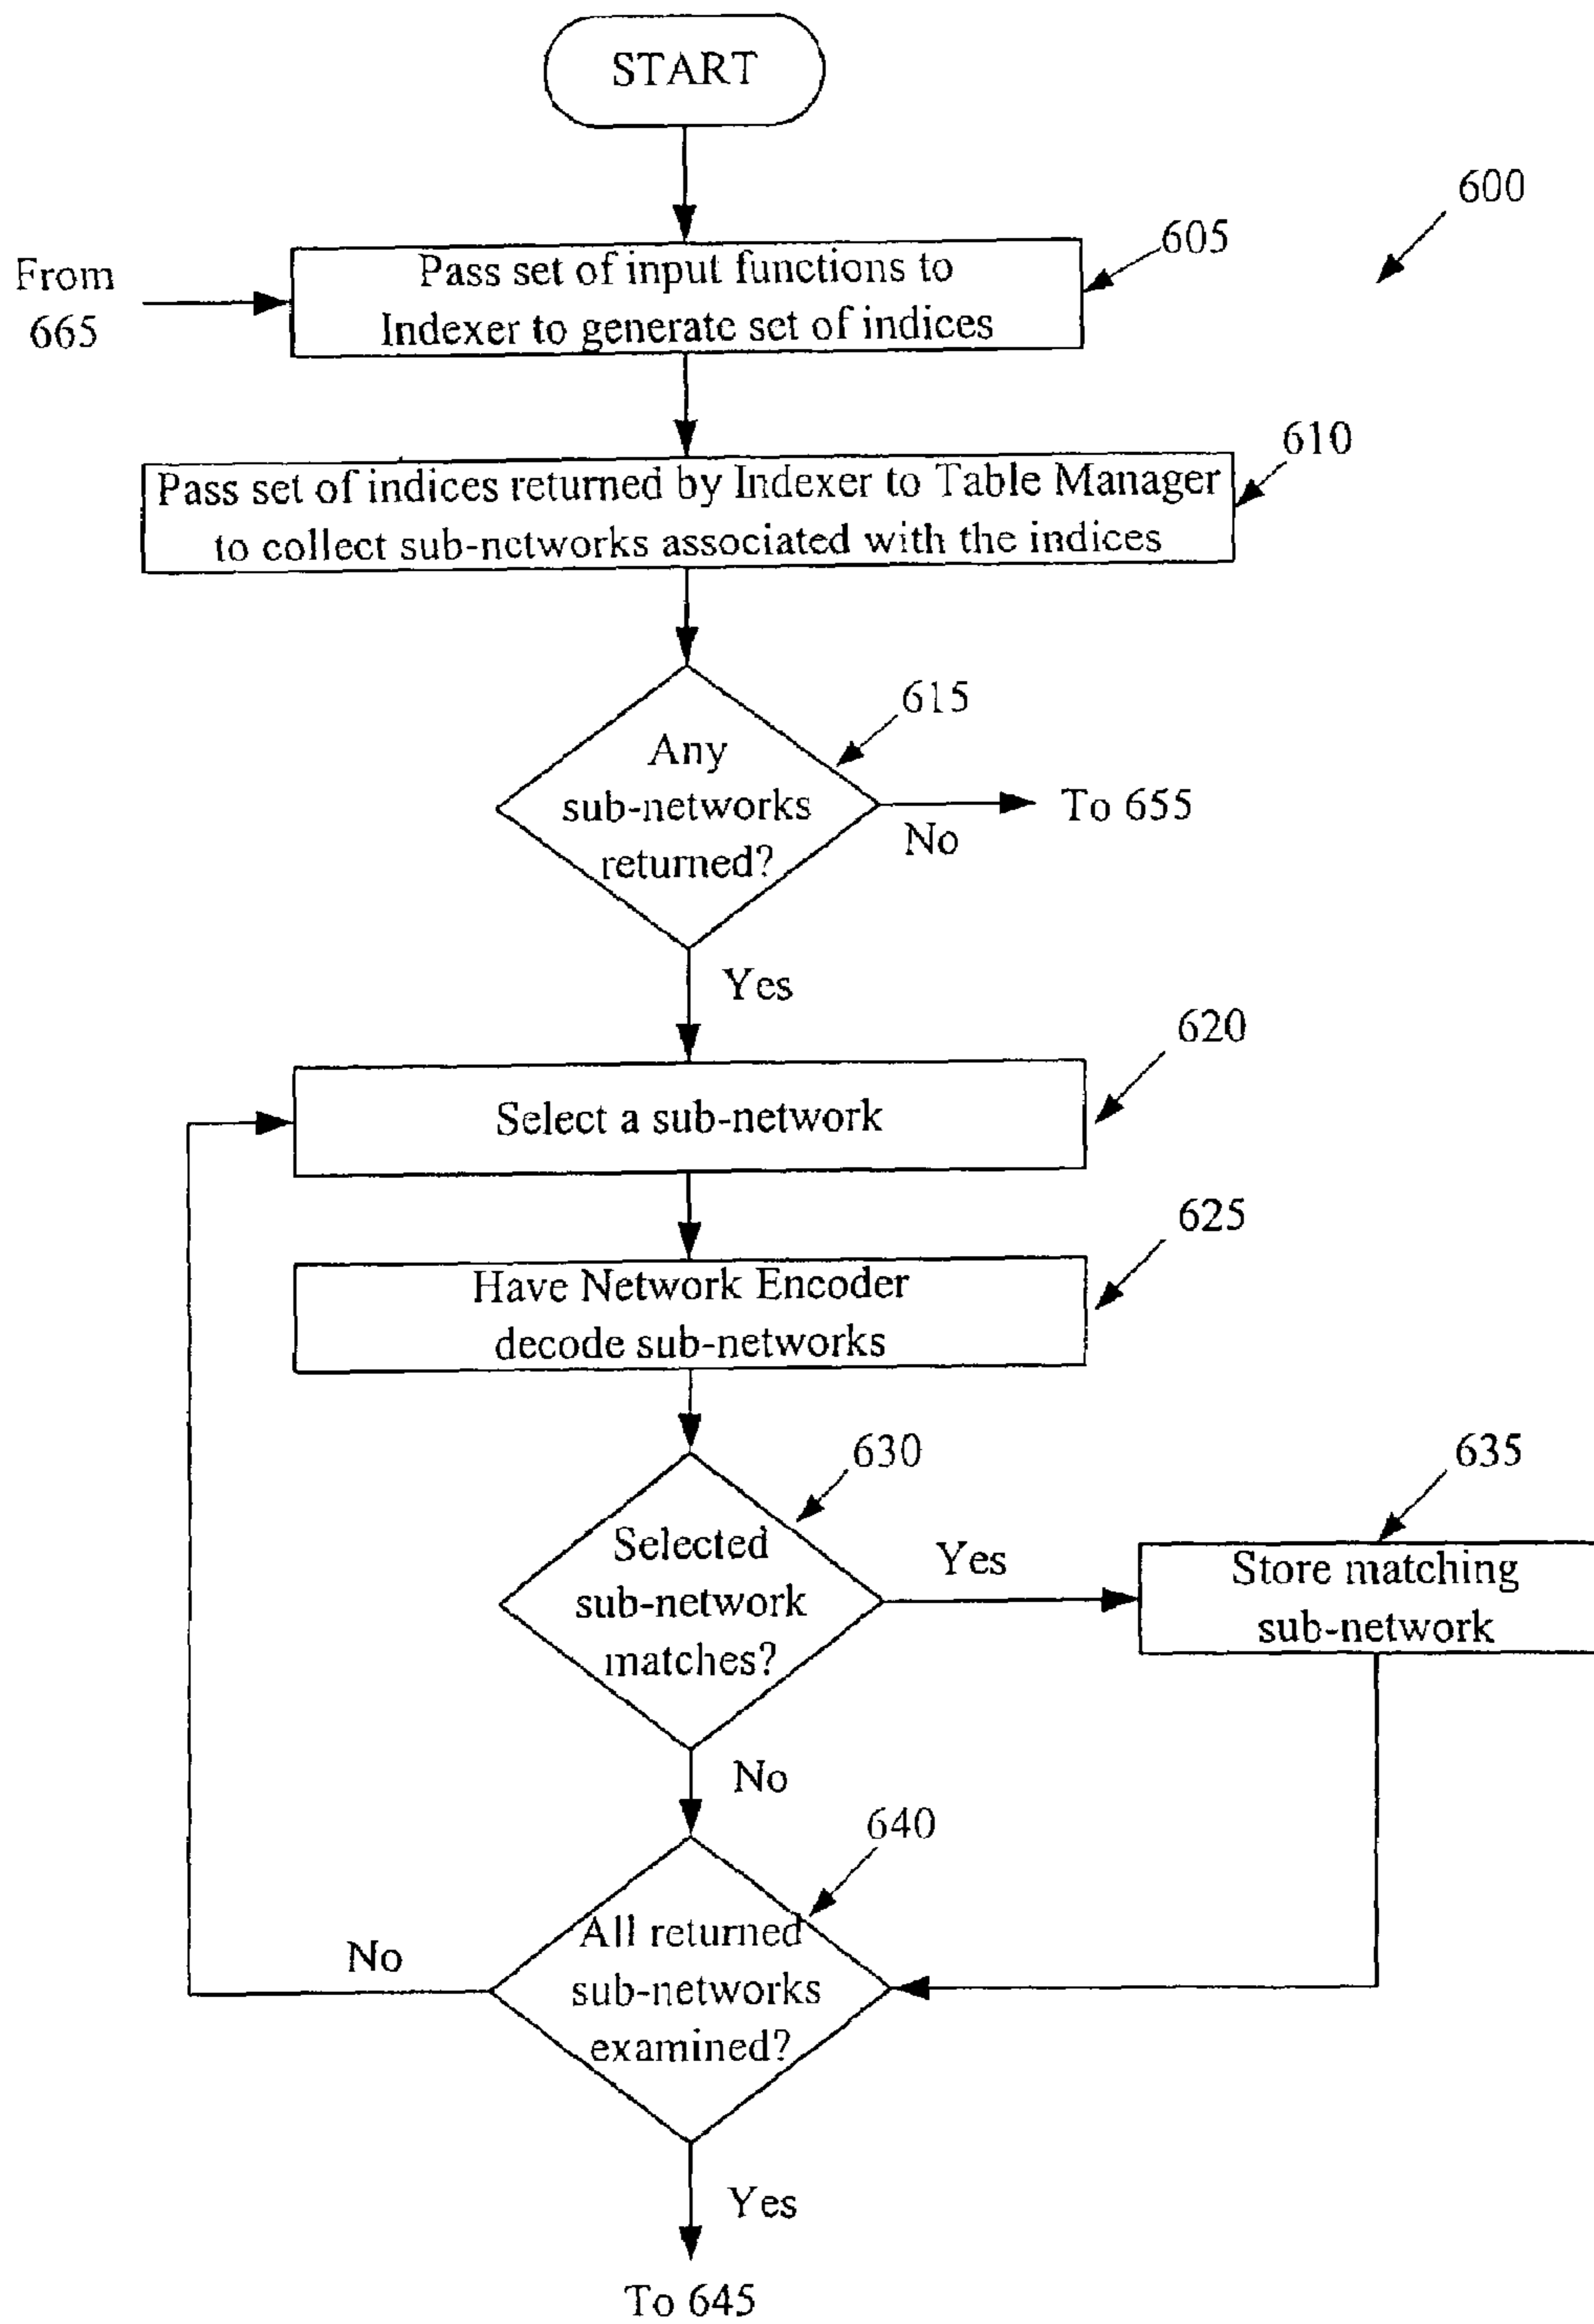 START
600
605
From
665
Pass set of input functions to
Indexer to generate set of indices
610
Pass set of indices returned by Indexer to Table Manager
to collect sub-networks associated with the indices
615
Any
sub-networks
returned?
No
To 655
Yes
620
Select a sub-network
625
Have Network Encoder
decode sub-networks
630
635
Selected
sub-network
matches?
Yes
Store matching
sub-network
No
640
All returned
sub-networks
examined?
No
Yes
To 645